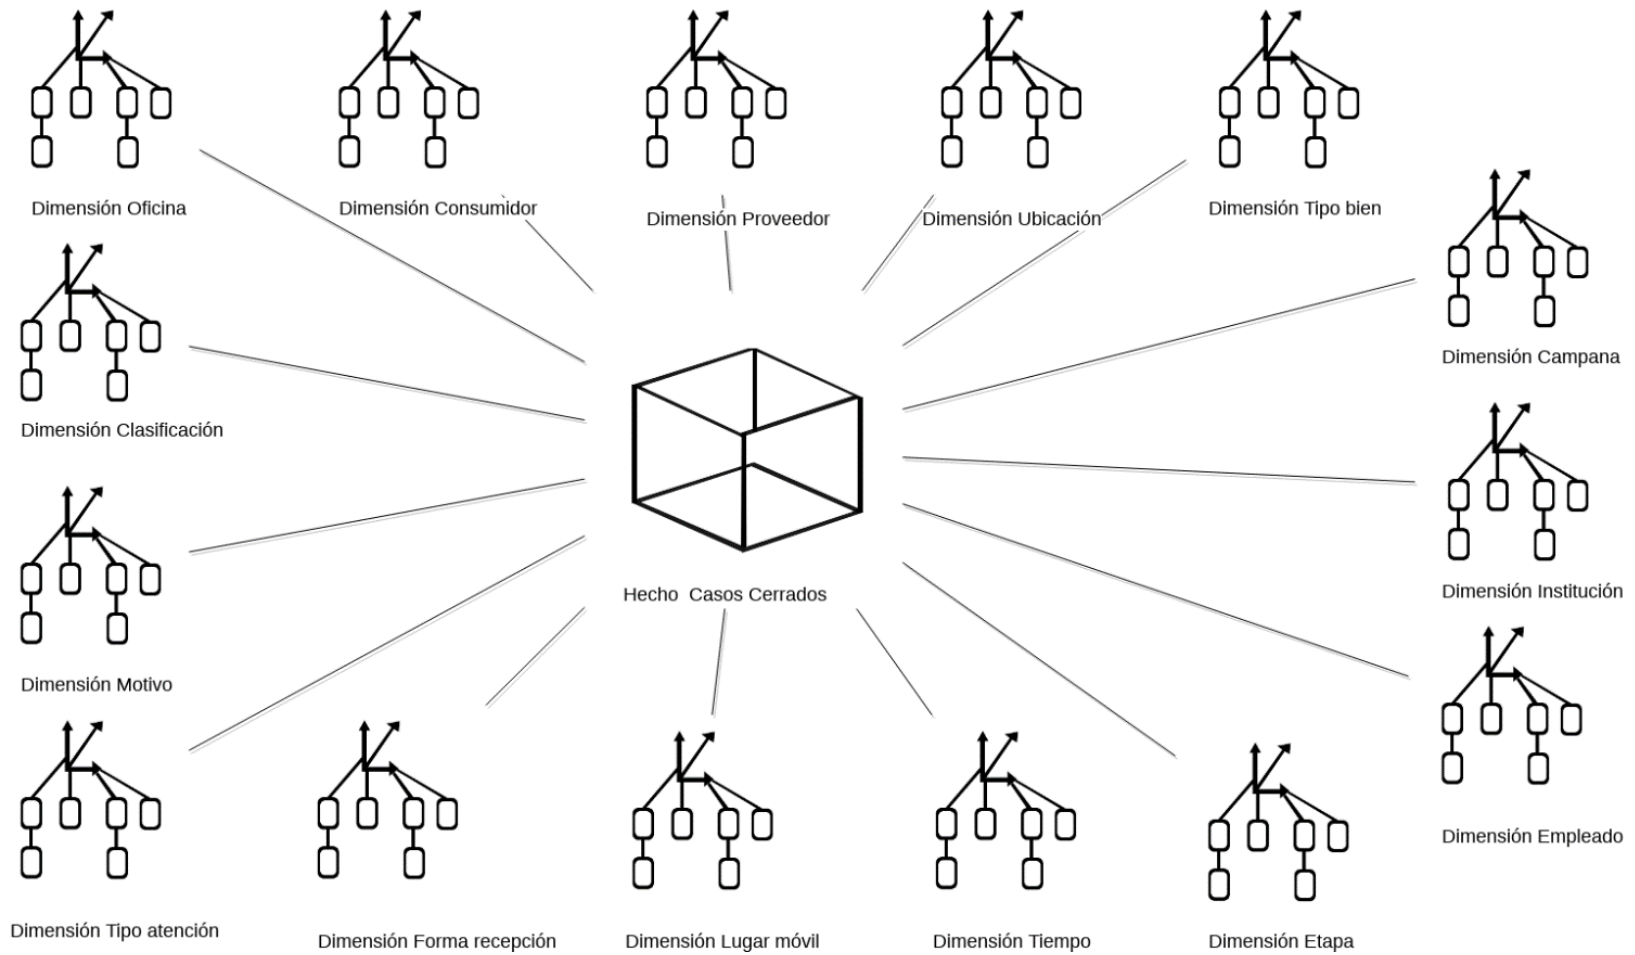 Dimensión Oficina
Dimensión Consumidor
Dimensión Proveedor
Dimensión Ubicación
Dimensión Tipo bien
Dimensión Campana
Dimensión Clasificación
Dimensión Institución
Hecho  Casos Cerrados
Dimensión Motivo
Dimensión Empleado
Dimensión Tipo atención
Dimensión Forma recepción
Dimensión Lugar móvil
Dimensión Tiempo
Dimensión Etapa